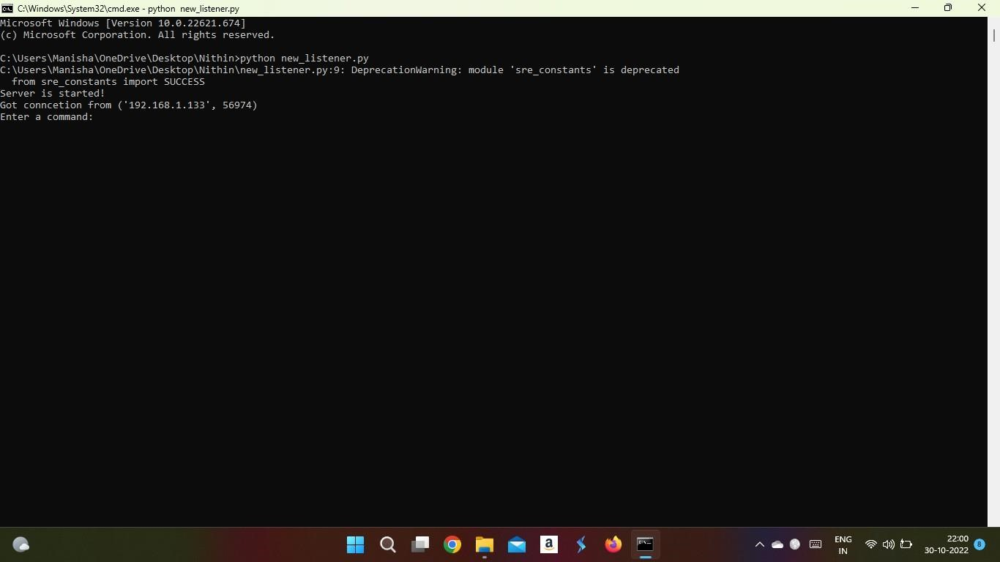 C:\Windows\System32\cmd.exe - python  new_listener.py
Microsoft Windows [Version 10.0.22621.674]
(c) Microsoft Corporation. All rights reserved.
C:\Users\Manisha\OneDrive\Desktop\Nithin>python new_listener.py
C:\Users\Manisha\OneDrive\Desktop\Nithin\new_listener.py:9: DeprecationWarning: module 'sre_constants' is deprecated
  from sre_constants import SUCCESS
Server is started!
Got conncetion from ('192.168.1.133', 56974)
Enter a command:
a
ENG
IN
22:00
30-10-2022
8